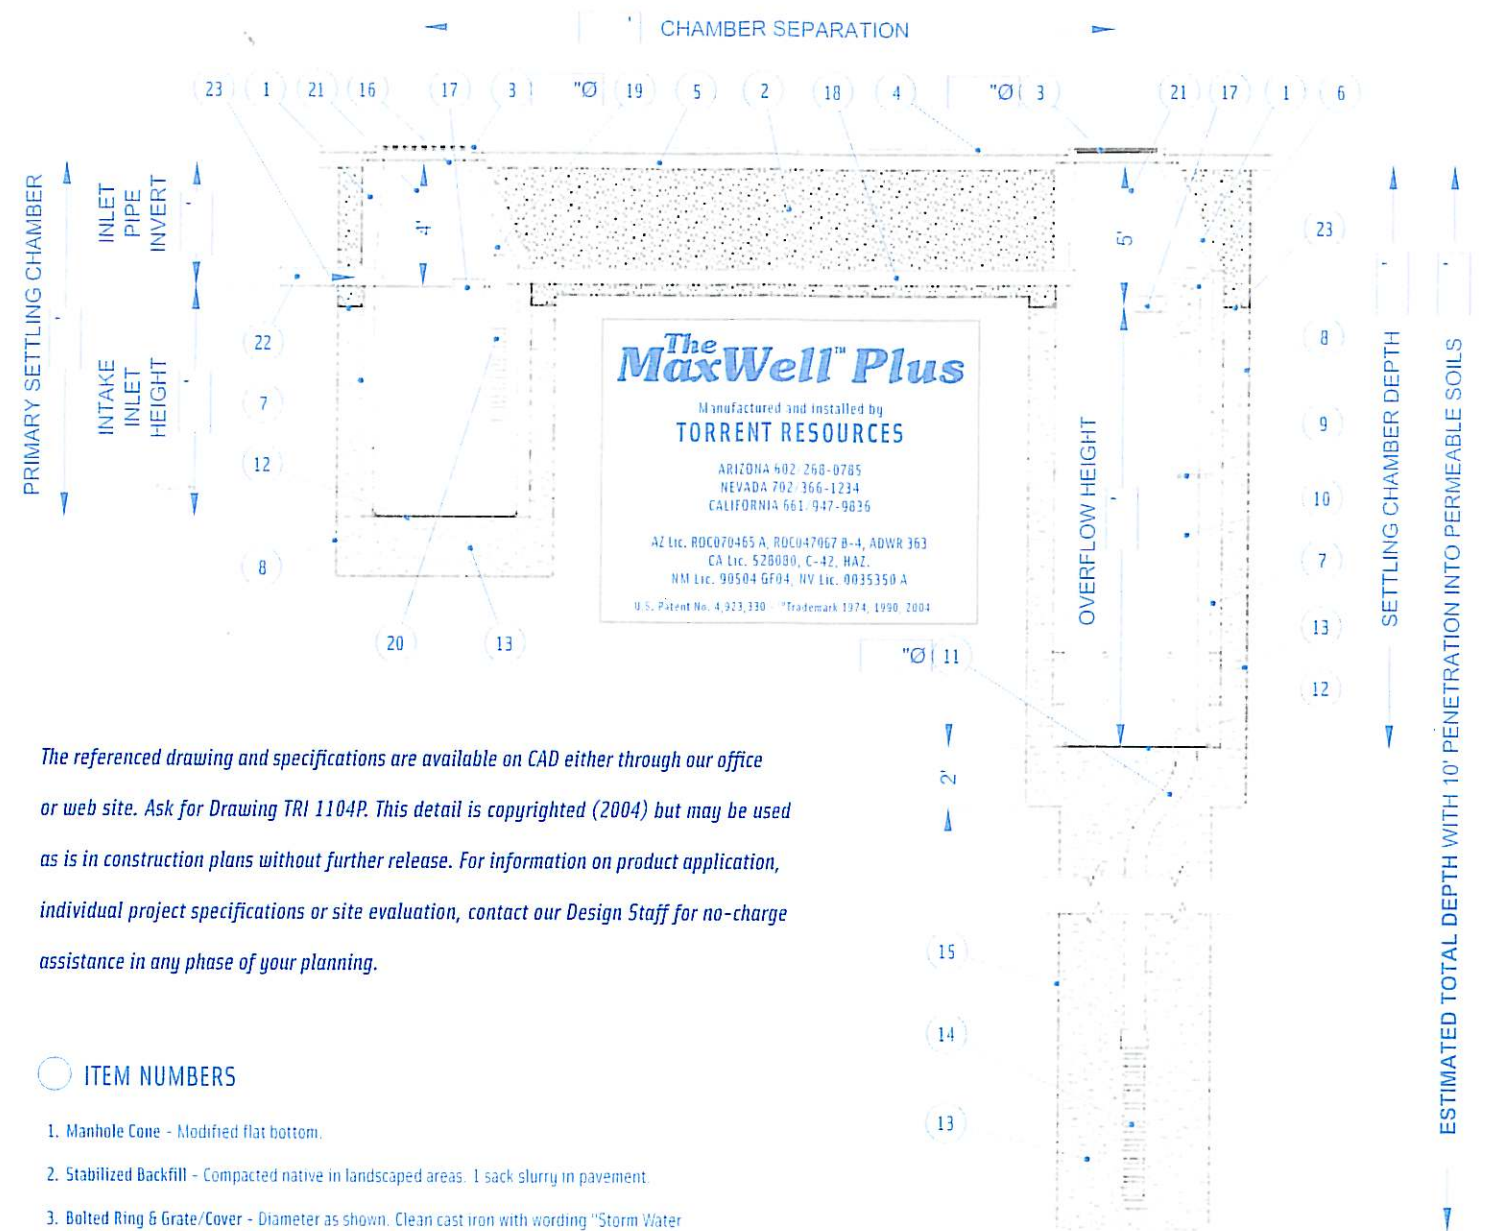 CHAMBER SEPARATION
23 1 21 16 17 3 "Ø 19 5 2 18 4 "Ø 3 21 17 1 6
PRIMARY SETTLING CHAMBER
INLET
PIPE
INVERT
INTAKE
INLET
HEIGHT
4'
5'
22
7
12
8
20
13
The
MaxWell™ Plus
Manufactured and installed by
TORRENT RESOURCES
ARIZONA 602/268-0785
NEVADA 702/366-1234
CALIFORNIA 661/947-9836
AZ Lic. ROC070465 A, ROC047067 B-4, ADWR 363
CA Lic. 528080, C-42, HAZ.
NM Lic. 90504 GF04, NV Lic. 0035350 A
U.S. Patent No. 4,923,330 - ™Trademark 1974, 1990, 2004
OVERFLOW HEIGHT
23
8
9
10
7
13
12
SETTLING CHAMBER DEPTH
ESTIMATED TOTAL DEPTH WITH 10' PENETRATION INTO PERMEABLE SOILS
"Ø 11
2'
15
14
13
The referenced drawing and specifications are available on CAD either through our office
or web site. Ask for Drawing TRI 1104P. This detail is copyrighted (2004) but may be used
as is in construction plans without further release. For information on product application,
individual project specifications or site evaluation, contact our Design Staff for no-charge
assistance in any phase of your planning.
ITEM NUMBERS
1. Manhole Cone - Modified flat bottom.
2. Stabilized Backfill - Compacted native in landscaped areas. 1 sack slurry in pavement.
3. Bolted Ring & Grate/Cover - Diameter as shown. Clean cast iron with wording "Storm Water